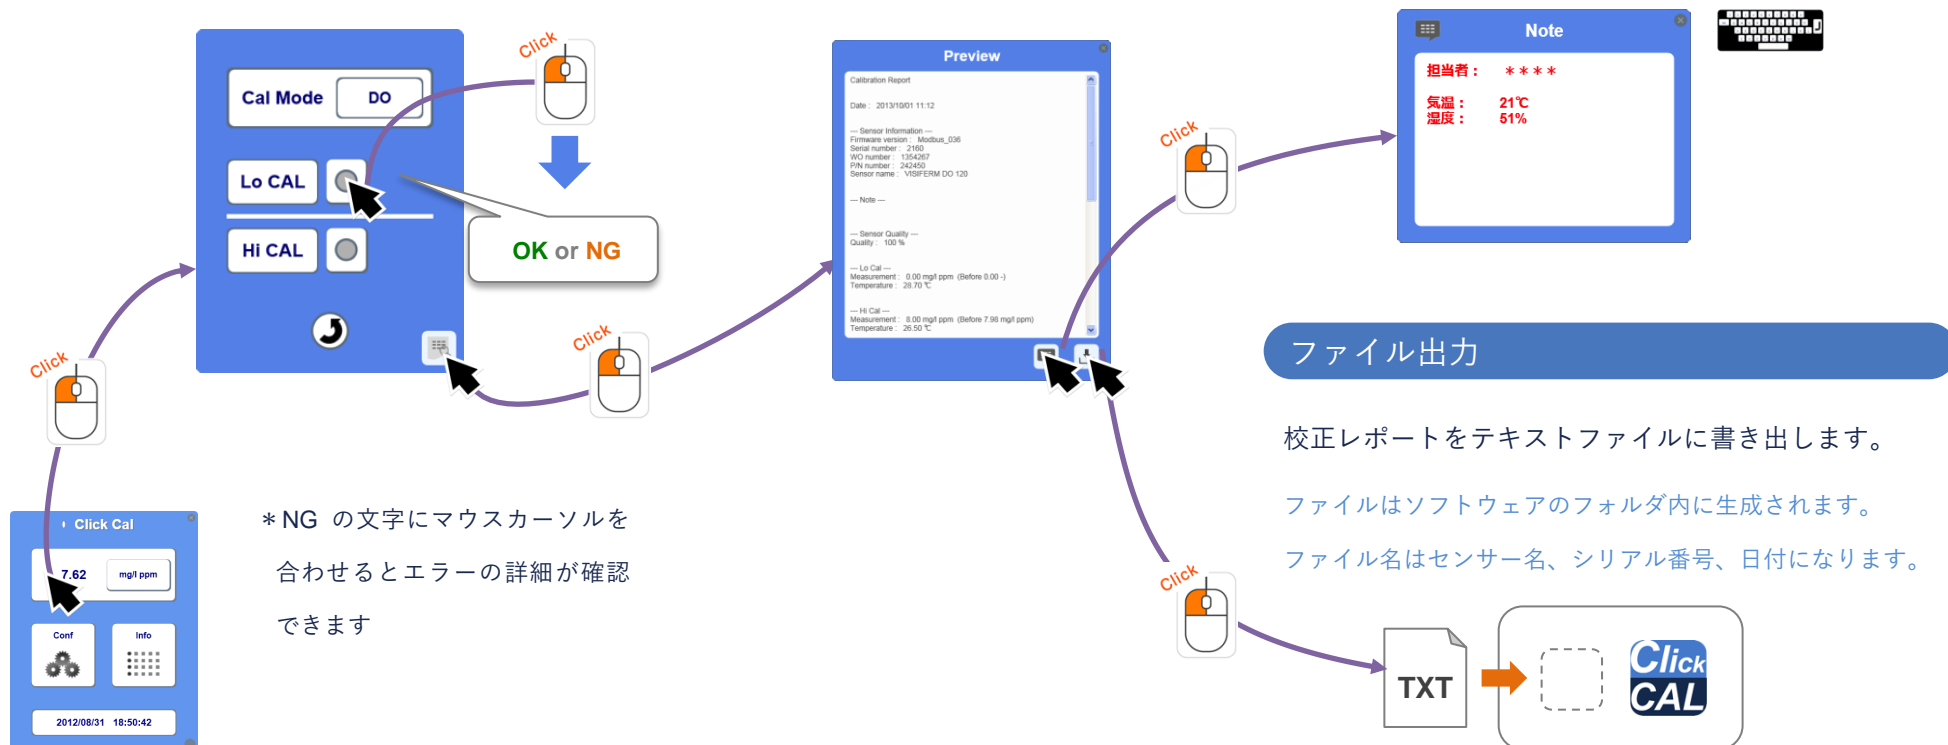 Click
Cal Mode
DO
Lo CAL
Hi CAL
OK or NG
Click
Click
Click Cal
7.62
mg/l ppm
Conf
Info
2012/08/31 18:50:42
＊NG の文字にマウスカーソルを
合わせるとエラーの詳細が確認
できます
Preview
Calibration Report
Date : 2013/10/01 11:12
--- Sensor Information ---
Firmware version : Modbus_036
Serial number : 2160
WO number : 1354267
P/N number : 242450
Sensor name : VISIFERM DO 120
--- Note ---
--- Sensor Quality ---
Quality : 100 %
--- Lo Cal ---
Measurement : 0.00 mg/l ppm (Before 0.00 -)
Temperature : 28.70 ℃
--- Hi Cal ---
Measurement : 8.00 mg/l ppm (Before 7.98 mg/l ppm)
Temperature : 26.50 ℃
Click
Note
担当者： ＊＊＊＊
気温： 21℃
湿度： 51%
ファイル出力
校正レポートをテキストファイルに書き出します。
ファイルはソフトウェアのフォルダ内に生成されます。
ファイル名はセンサー名、シリアル番号、日付になります。
Click
TXT
Click
CAL